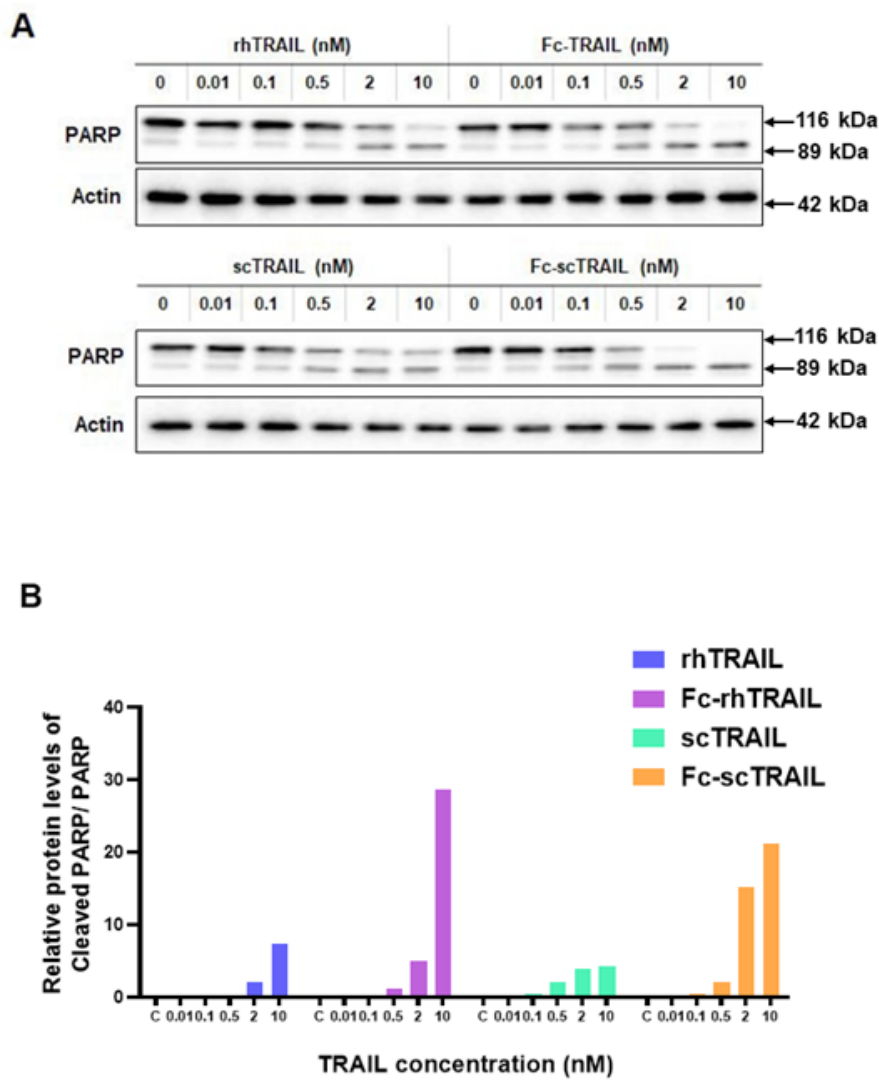 A
rhTRAIL (nM) Fc-TRAIL (nM)
0 0.01 0.1 0.5 2 10 0 0.01 0.1 0.5 2 10
PARP
116 kDa
89 kDa
Actin
42 kDa
scTRAIL (nM) Fc-scTRAIL (nM)
0 0.01 0.1 0.5 2 10 0 0.01 0.1 0.5 2 10
PARP
116 kDa
89 kDa
Actin
42 kDa
B
rhTRAIL
Fc-rhTRAIL
scTRAIL
Fc-scTRAIL
Relative protein levels of
Cleaved PARP/ PARP
40
30
20
10
0
C 0.01 0.1 0.5 2 10 C 0.01 0.1 0.5 2 10 C 0.01 0.1 0.5 2 10 C 0.01 0.1 0.5 2 10
TRAIL concentration (nM)